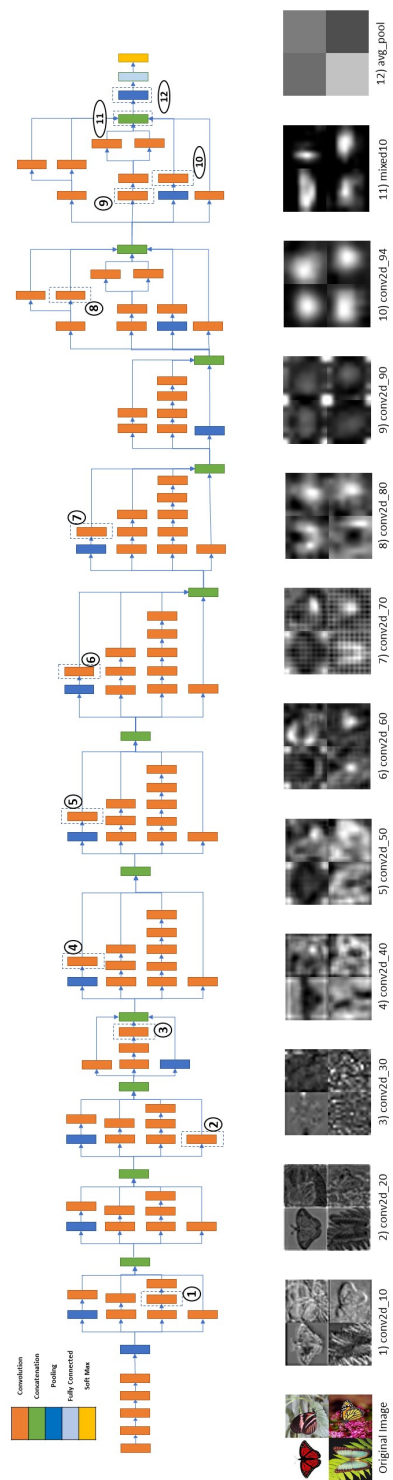 Convolution
Concatenation
Pooling
Fully Connected
Soft Max
1
2
3
4
5
6
7
8
9
10
11
12
Original Image
1) conv2d_10
2) conv2d_20
3) conv2d_30
4) conv2d_40
5) conv2d_50
6) conv2d_60
7) conv2d_70
8) conv2d_80
9) conv2d_90
10) conv2d_94
11) mixed10
12) avg_pool